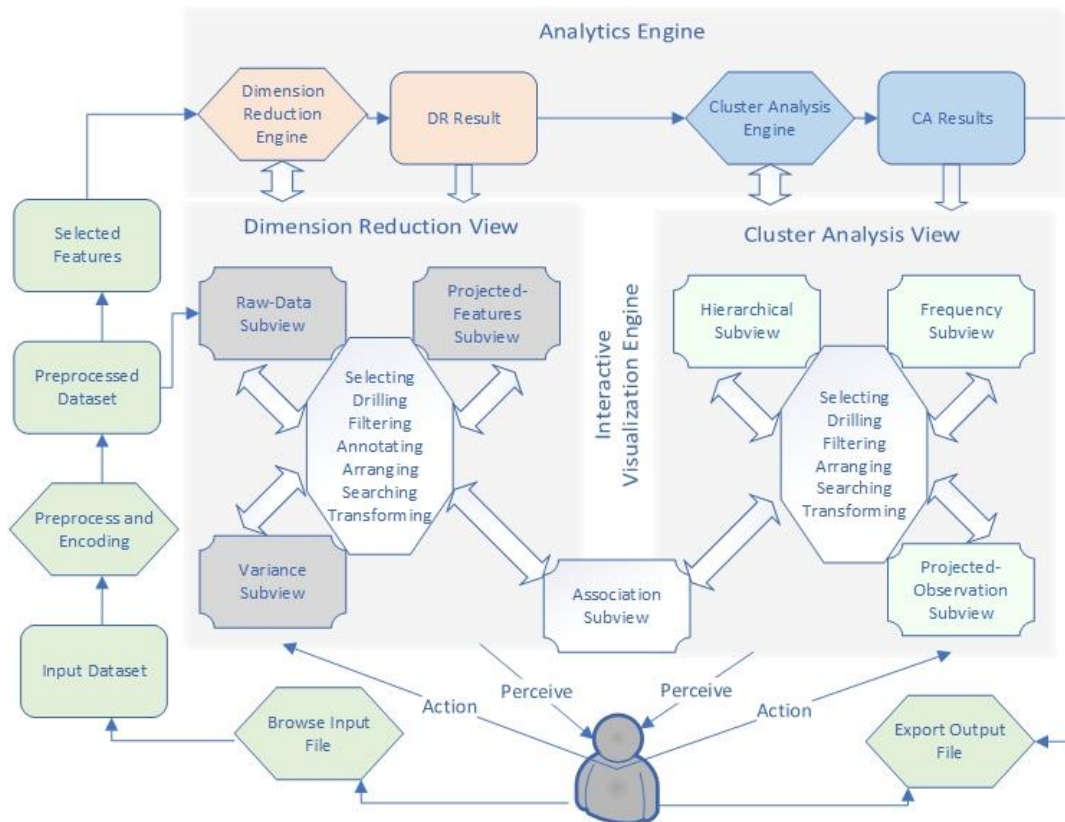 Analytics Engine
Dimension
Reduction
Engine
DR Result
Cluster Analysis
Engine
CA Results
Selected
Features
Dimension Reduction View
Cluster Analysis View
Raw-Data
Subview
Projected-
Features
Subview
Hierarchical
Subview
Frequency
Subview
Preprocessed
Dataset
Selecting
Drilling
Filtering
Annotating
Arranging
Searching
Transforming
Interactive
Visualization Engine
Selecting
Drilling
Filtering
Arranging
Searching
Transforming
Preprocess and
Encoding
Variance
Subview
Association
Subview
Projected-
Observation
Subview
Input Dataset
Action
Perceive
Perceive
Action
Browse Input
File
Export Output
File